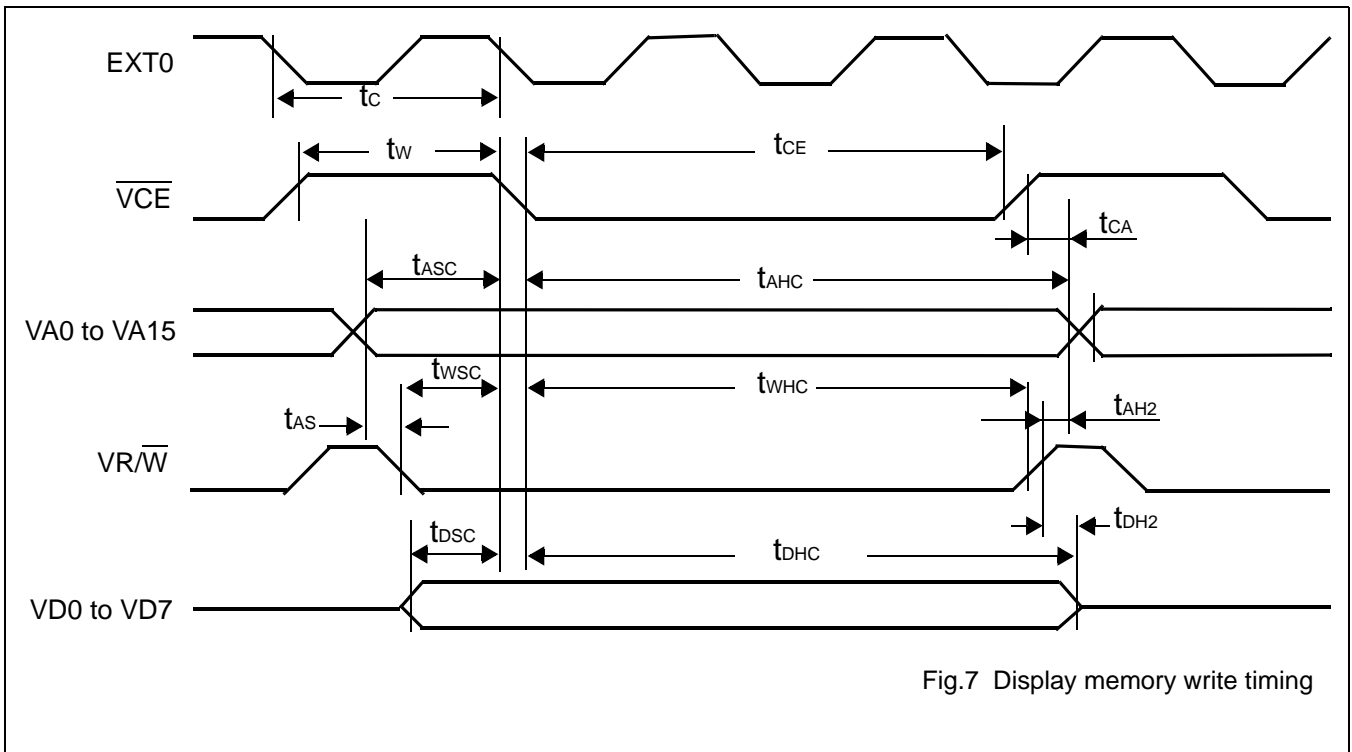 EXT0
tC
tW
tCE
VCE
tCA
tASC
tAHC
VA0 to VA15
tWSC
tWHC
tAS
tAH2
VR/W
tDSC
tDHC
tDH2
VD0 to VD7
Fig.7 Display memory write timing